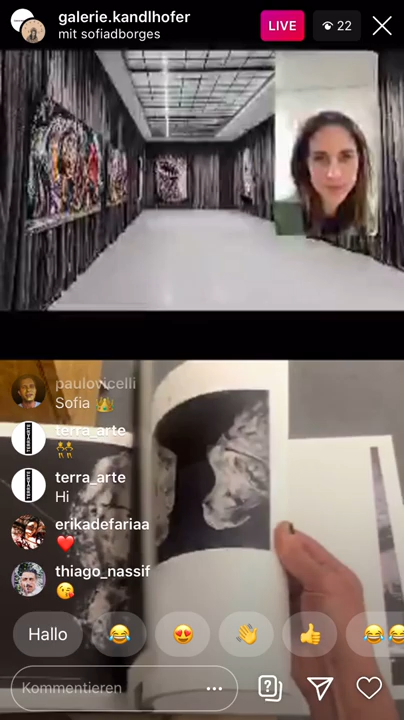 galerie.kandlhofer
mit sofiadborges
LIVE
22
paulovicelli
Sofia 👑
terra_arte
👯
terra_arte
Hi
erikadefariaa
❤️
thiago_nassif
😘
Hallo 😂 😍 👋 👍 😂😂
Kommentieren